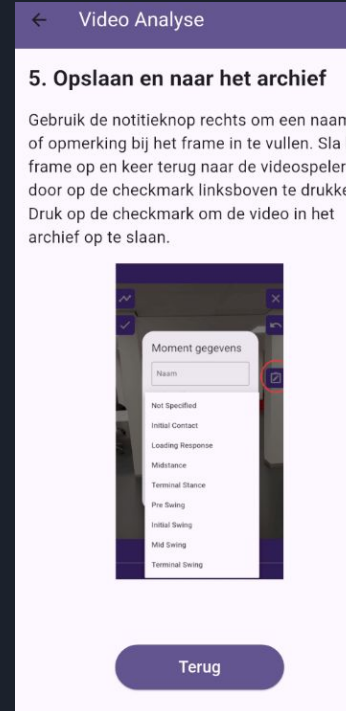 Video Analyse
5. Opslaan en naar het archief
Gebruik de notitieknop rechts om een naam
of opmerking bij het frame in te vullen. Sla
frame op en keer terug naar de videospeler
door op de checkmark linksboven te drukke
Druk op de checkmark om de video in het
archief op te slaan.
Moment gegevens
Naam
Not Specified
Initial Contact
Loading Response
Midstance
Terminal Stance
Pre Swing
Initial Swing
Mid Swing
Terminal Swing
Terug